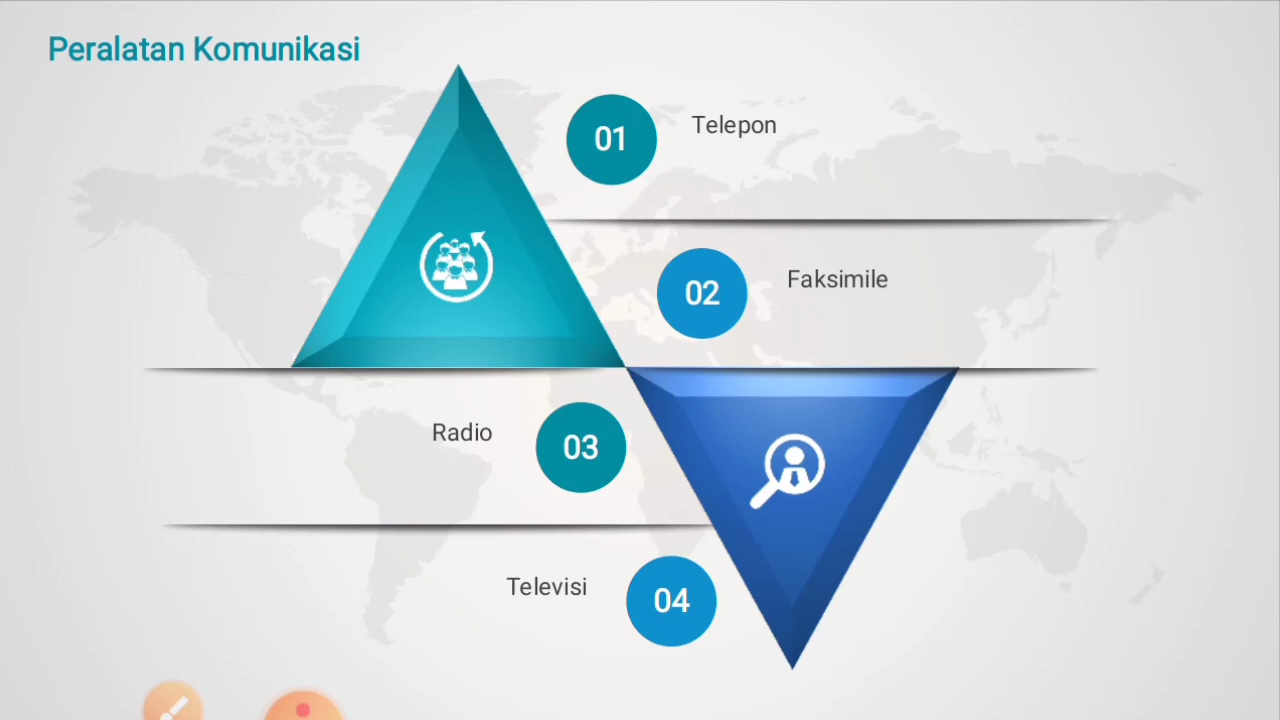 Peralatan Komunikasi
01
Telepon
02
Faksimile
Radio
03
Televisi
04